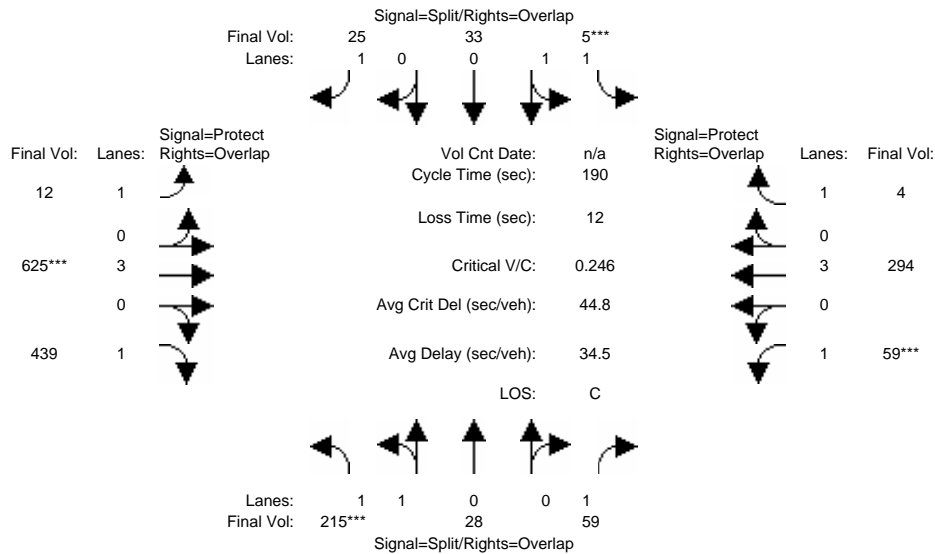 Signal=Split/Rights=Overlap
Final Vol: 25 33 5***
Lanes: 1 0 0 1 1
Signal=Protect Signal=Protect
Final Vol: Lanes: Rights=Overlap Vol Cnt Date: n/a Rights=Overlap Lanes: Final Vol:
Cycle Time (sec): 190
12 1 1 4
Loss Time (sec): 12
0 0
625*** 3 Critical V/C: 0.246 3 294
0 Avg Crit Del (sec/veh): 44.8 0
439 1 Avg Delay (sec/veh): 34.5 1 59***
LOS: C
Lanes: 1 1 0 0 1
Final Vol: 215*** 28 59
Signal=Split/Rights=Overlap